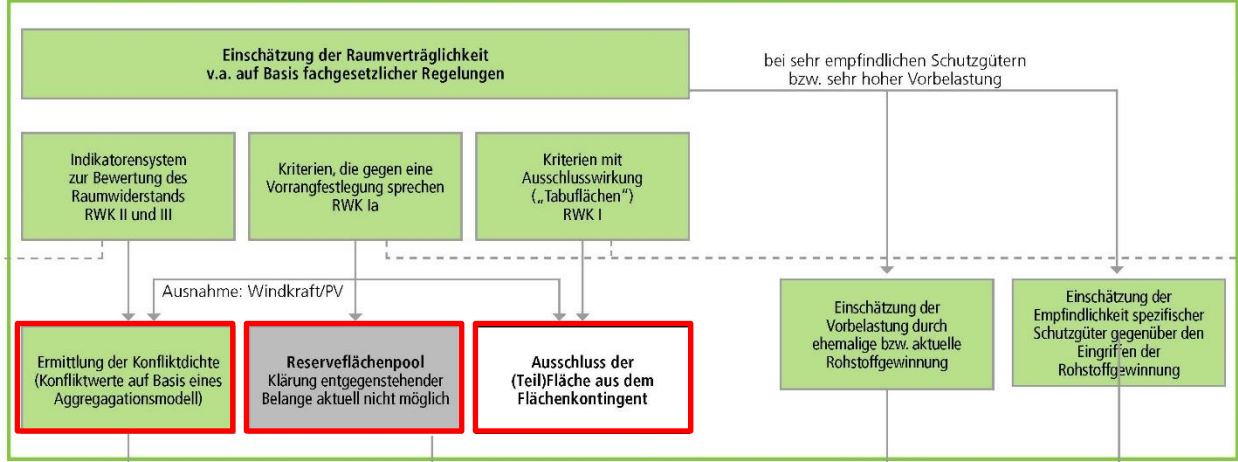 Einschätzung der Raumverträglichkeit
v.a. auf Basis fachgesetzlicher Regelungen
bei sehr empfindlichen Schutzgütern
bzw. sehr hoher Vorbelastung
Indikatorensystem
zur Bewertung des
Raumwiderstands
RWK II und III
Kriterien, die gegen eine
Vorrangfestlegung sprechen
RWK Ia
Kriterien mit
Ausschlusswirkung
(„Tabuflächen")
RWK I
Ausnahme: Windkraft/PV
Ermittlung der Konfliktdichte
(Konfliktwerte auf Basis eines
Aggregagationsmodell)
Reserveflächenpool
Klärung entgegenstehender
Belange aktuell nicht möglich
Ausschluss der
(Teil)Fläche aus dem
Flächenkontingent
Einschätzung der
Vorbelastung durch
ehemalige bzw. aktuelle
Rohstoffgewinnung
Einschätzung der
Empfindlichkeit spezifischer
Schutzgüter gegenüber den
Eingriffen der
Rohstoffgewinnung